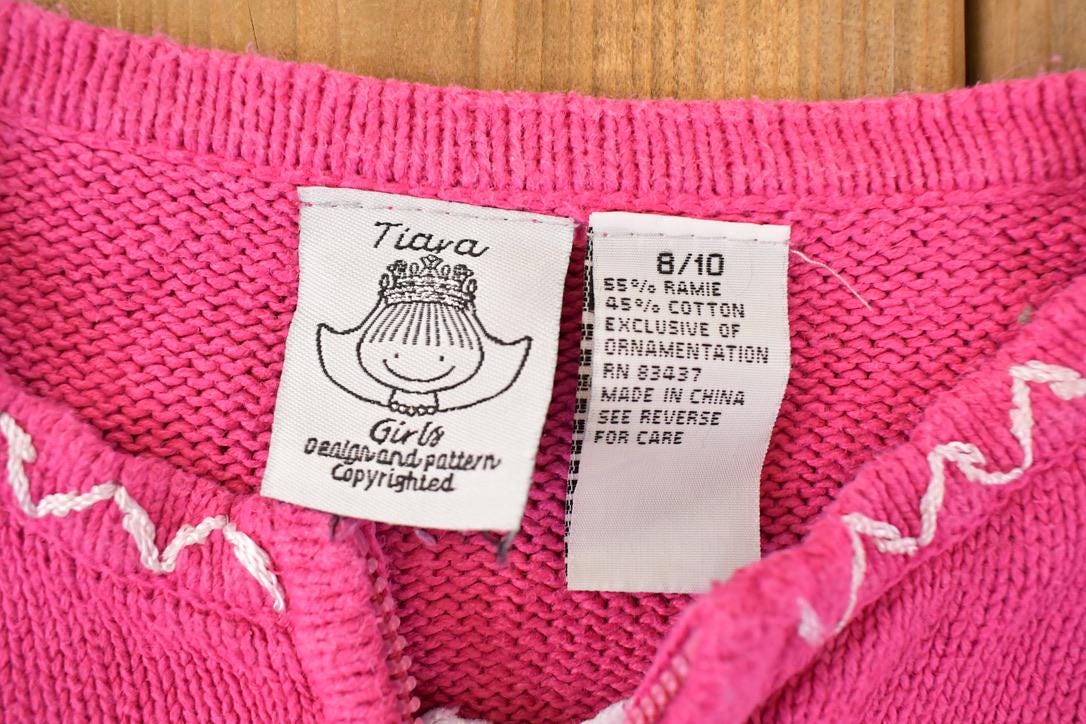 Tiara
Girls
Design and pattern
Copyrighted
8/10
55% RAMIE
45% COTTON
EXCLUSIVE OF
ORNAMENTATION
RN 83437
MADE IN CHINA
SEE REVERSE
FOR CARE